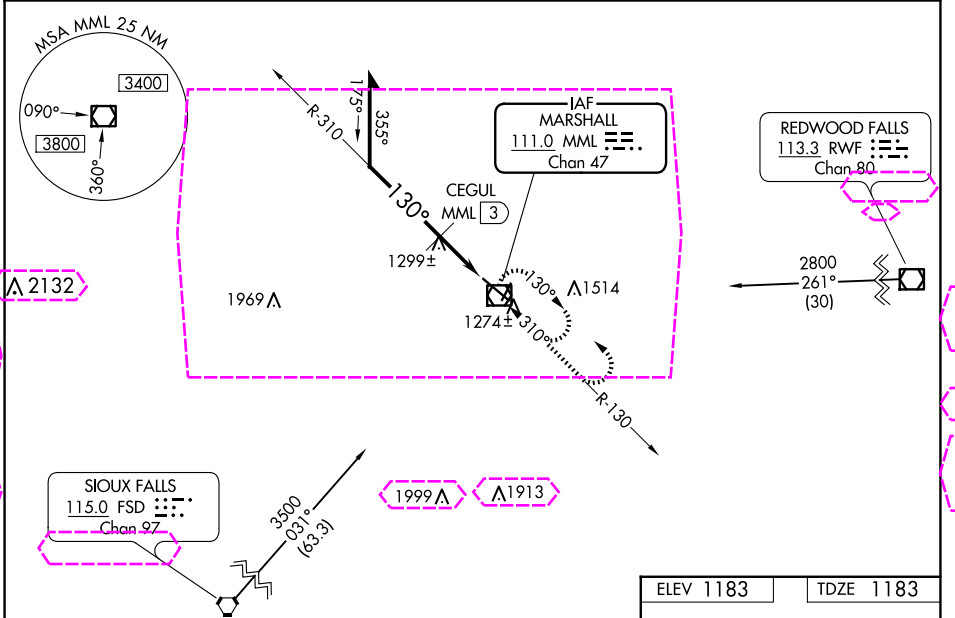 MSA MML 25 NM
3400
090°
3800
360°
R-310
175°
355°
130°
CEGUL
MML 3
1299±
IAF
MARSHALL
111.0 MML
Chan 47
REDWOOD FALLS
113.3 RWF
Chan 80
2132
1969
130°
1514
1274±
310°
2800
261°
(30)
R-130
SIOUX FALLS
115.0 FSD
Chan 97
3500
031°
(63.3)
1999
1913
ELEV 1183
TDZE 1183